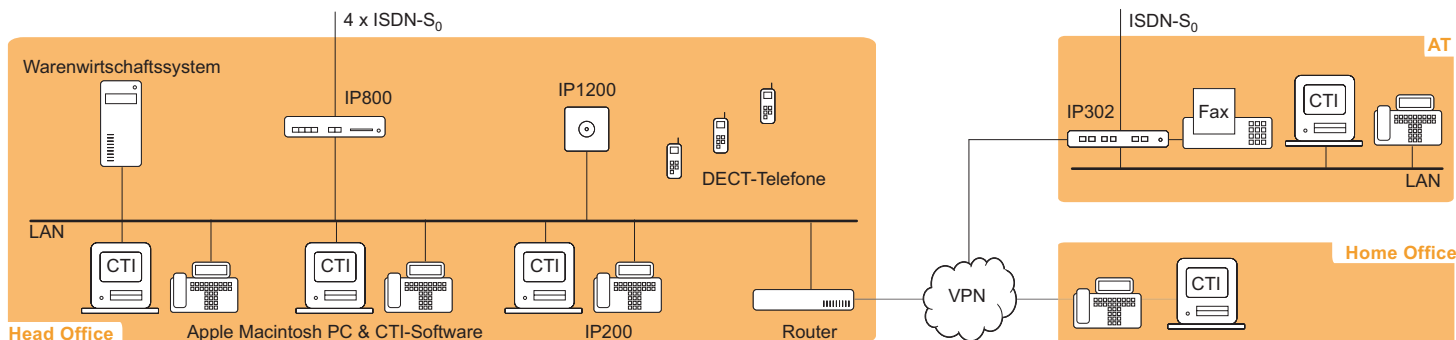 4 x ISDN-S0
Warenwirtschaftssystem
IP800
IP1200
DECT-Telefone
LAN
CTI
CTI
CTI
Head Office
Apple Macintosh PC & CTI-Software
IP200
Router
VPN
ISDN-S0
AT
IP302
Fax
CTI
LAN
Home Office
CTI